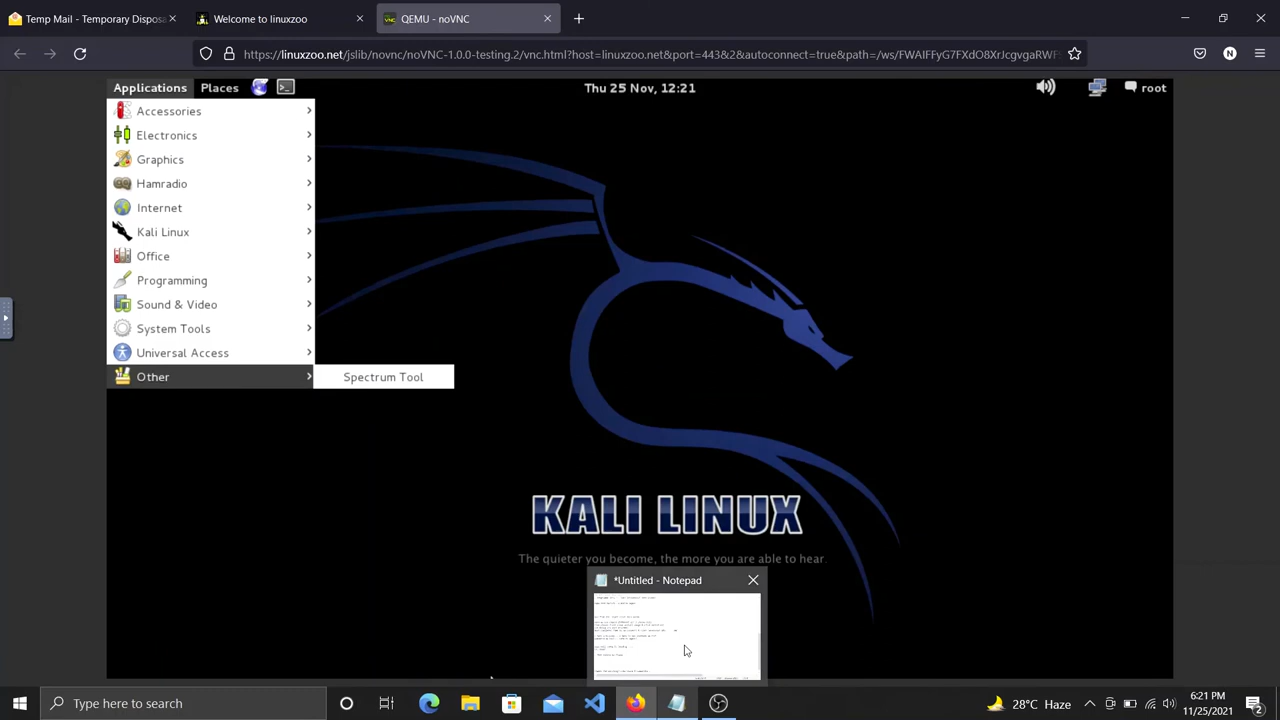 Temp Mail - Temporary Disposa
Welcome to linuxzoo
QEMU - noVNC
https://linuxzoo.net/jslib/novnc/noVNC-1.0.0-testing.2/vnc.html?host=linuxzoo.net&port=443&2&autoconnect=true&path=/ws/
N
Applications
Places
Thu 25 Nov, 12:21
root
Accessories
Electronics
Graphics
Hamradio
Internet
Kali Linux
Office
Programming
Sound & Video
System Tools
Universal Access
Other
Spectrum Tool
KALI LINUX
The quieter you become, the more you are able to hear.
*Untitled - Notepad
Type here to search
28°C
6:21 PM
11/25/2021
2